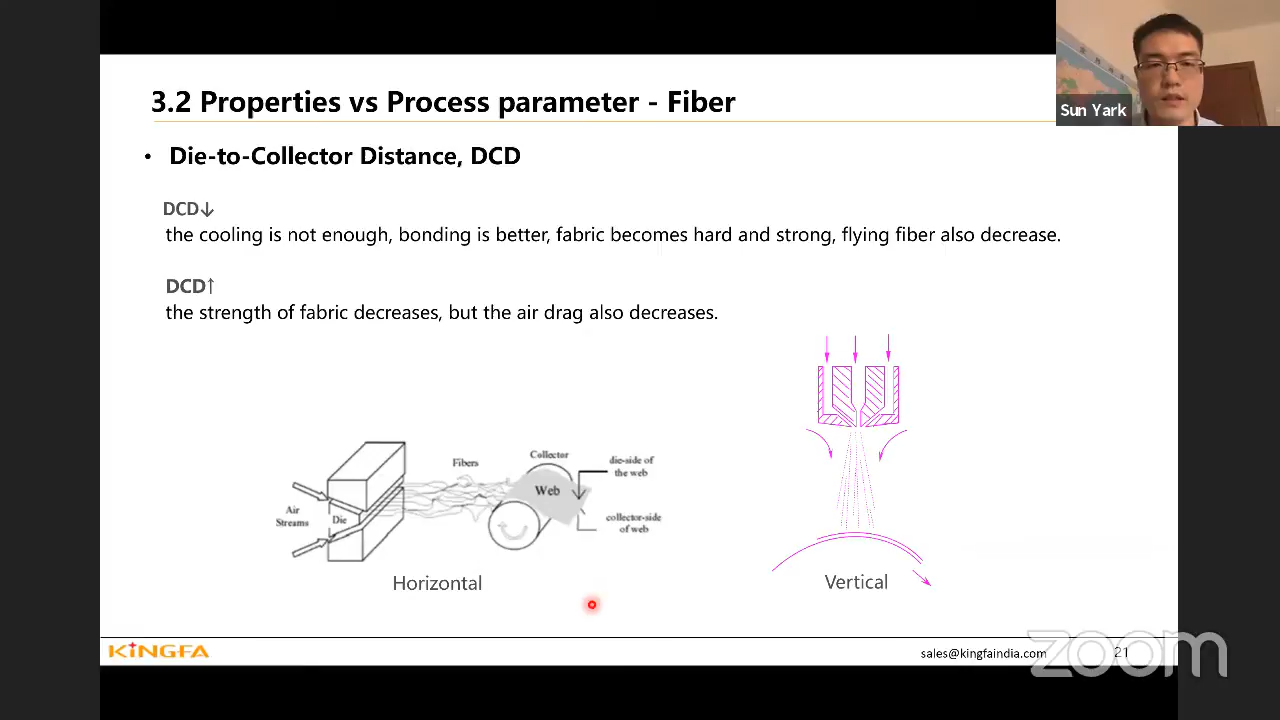 3.2 Properties vs Process parameter - Fiber
Sun Yark
• Die-to-Collector Distance, DCD
DCD↓
the cooling is not enough, bonding is better, fabric becomes hard and strong, flying fiber also decrease.
DCD↑
the strength of fabric decreases, but the air drag also decreases.
Fibers
Collector
die-side of
the web
Web
Air
Streams
Die
collector-side
of web
Horizontal
Vertical
KINGFA
sales@kingfaindia.com
21
zoom